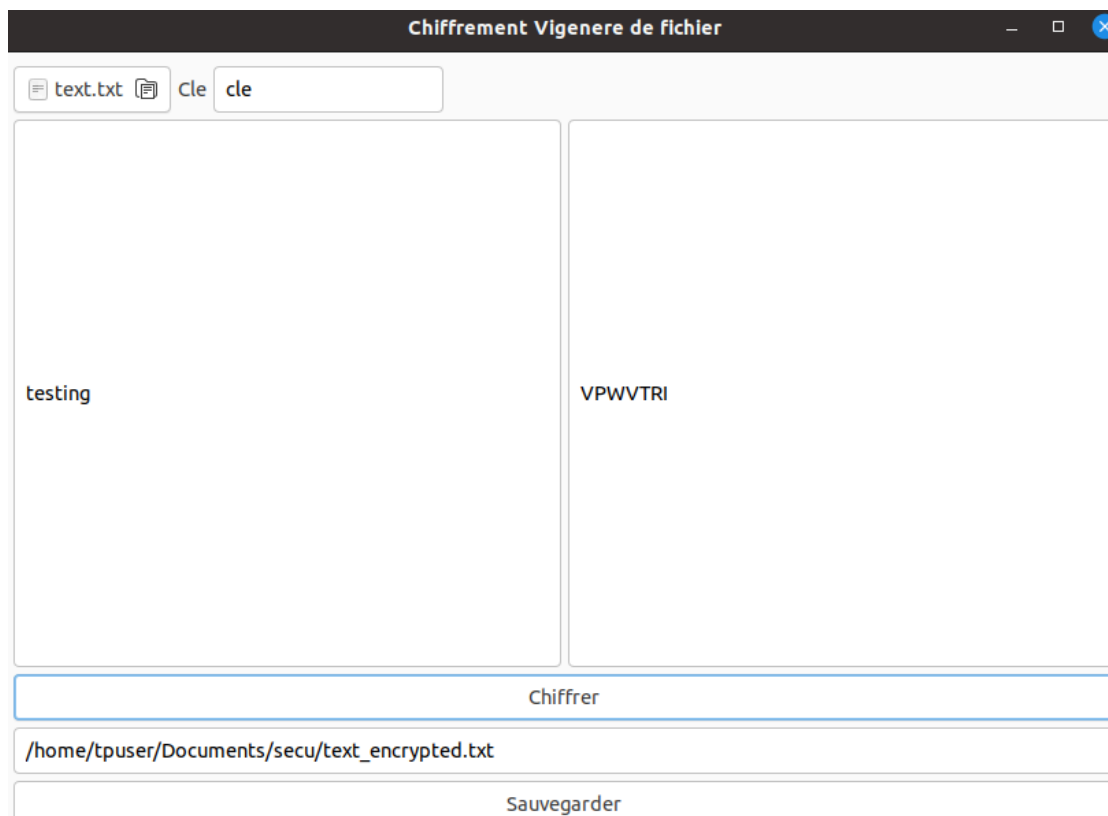 Chiffrement Vigenere de fichier
text.txt Cle cle
testing VPWVTRI
Chiffrer
/home/tpuser/Documents/secu/text_encrypted.txt
Sauvegarder